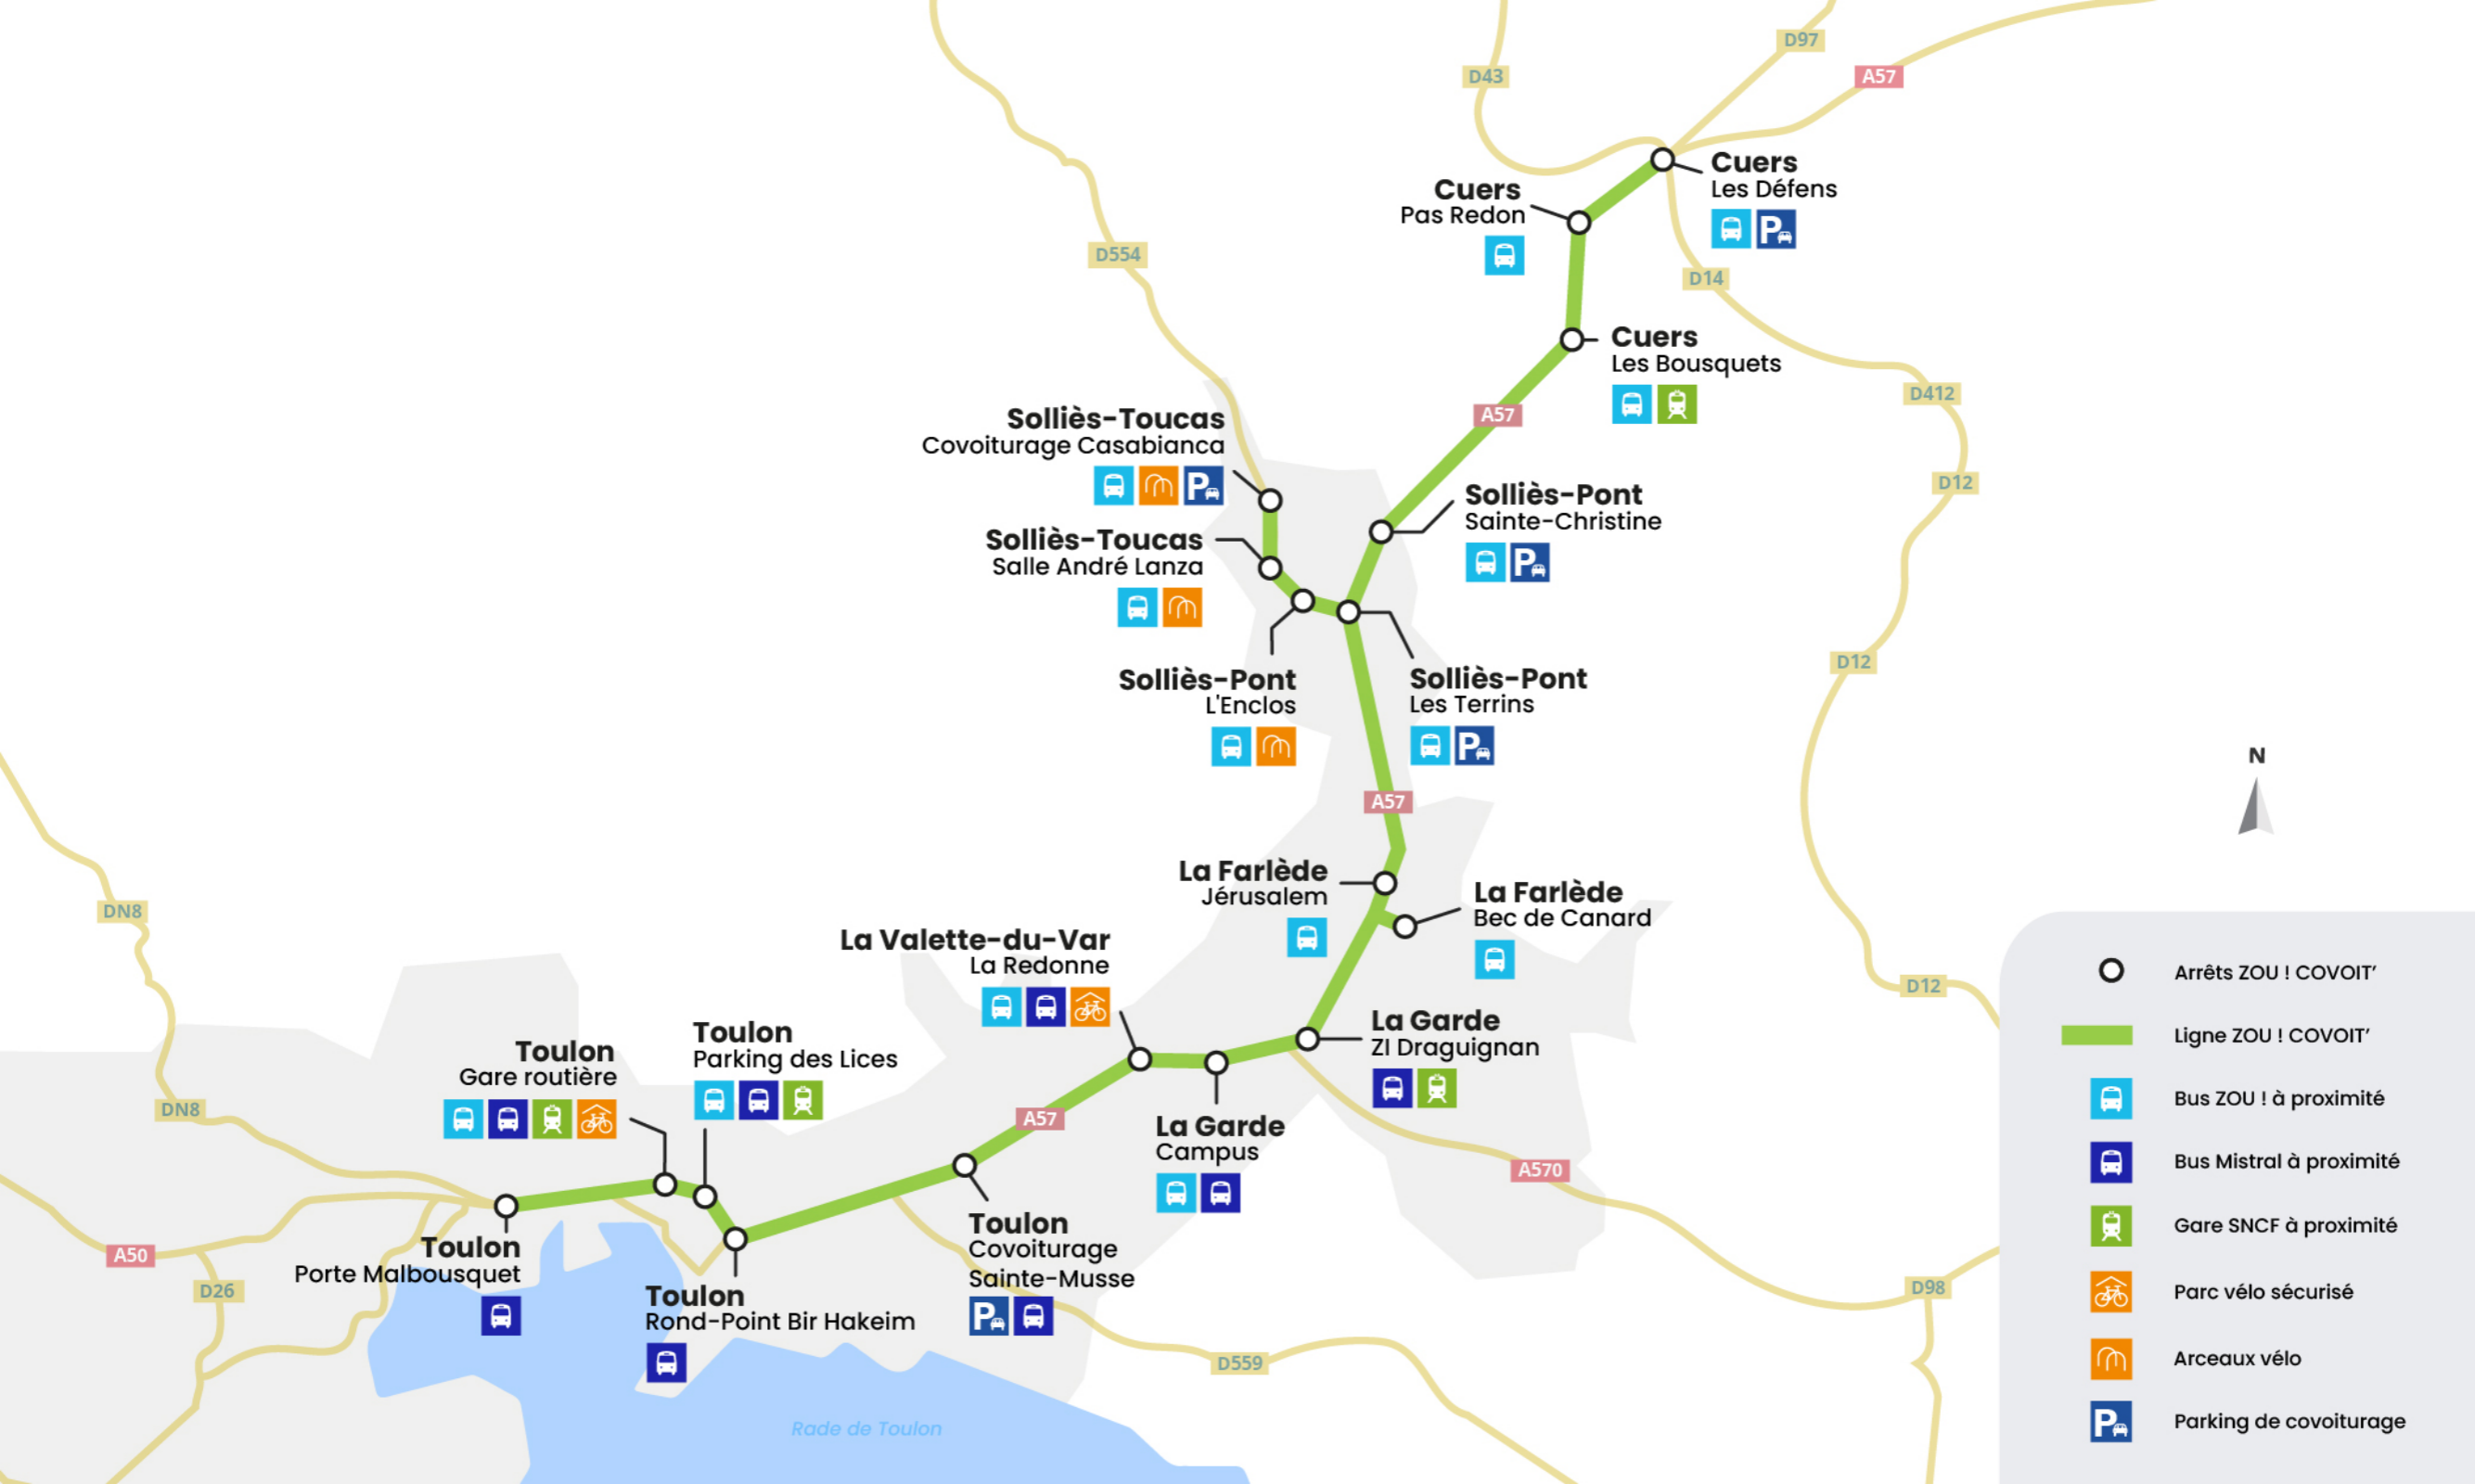 D97
D43
A57
Cuers
Les Défens
P
Cuers
Pas Redon
D554
D14
Cuers
Les Bousquets
D412
A57
Solliès-Toucas
Covoiturage Casabianca
P
D12
Solliès-Pont
Sainte-Christine
P
Solliès-Toucas
Salle André Lanza
D12
Solliès-Pont
L'Enclos
Solliès-Pont
Les Terrins
P
N
A57
La Farlède
Jérusalem
La Farlède
Bec de Canard
DN8
La Valette-du-Var
La Redonne
D12
La Garde
ZI Draguignan
Toulon
Parking des Lices
Toulon
Gare routière
DN8
A57
La Garde
Campus
A570
Toulon
Covoiturage
Sainte-Musse
P
Toulon
Porte Malbousquet
A50
D26
Toulon
Rond-Point Bir Hakeim
D98
D559
Rade de Toulon
Arrêts ZOU ! COVOIT’
Ligne ZOU ! COVOIT’
Bus ZOU ! à proximité
Bus Mistral à proximité
Gare SNCF à proximité
Parc vélo sécurisé
Arceaux vélo
P
Parking de covoiturage